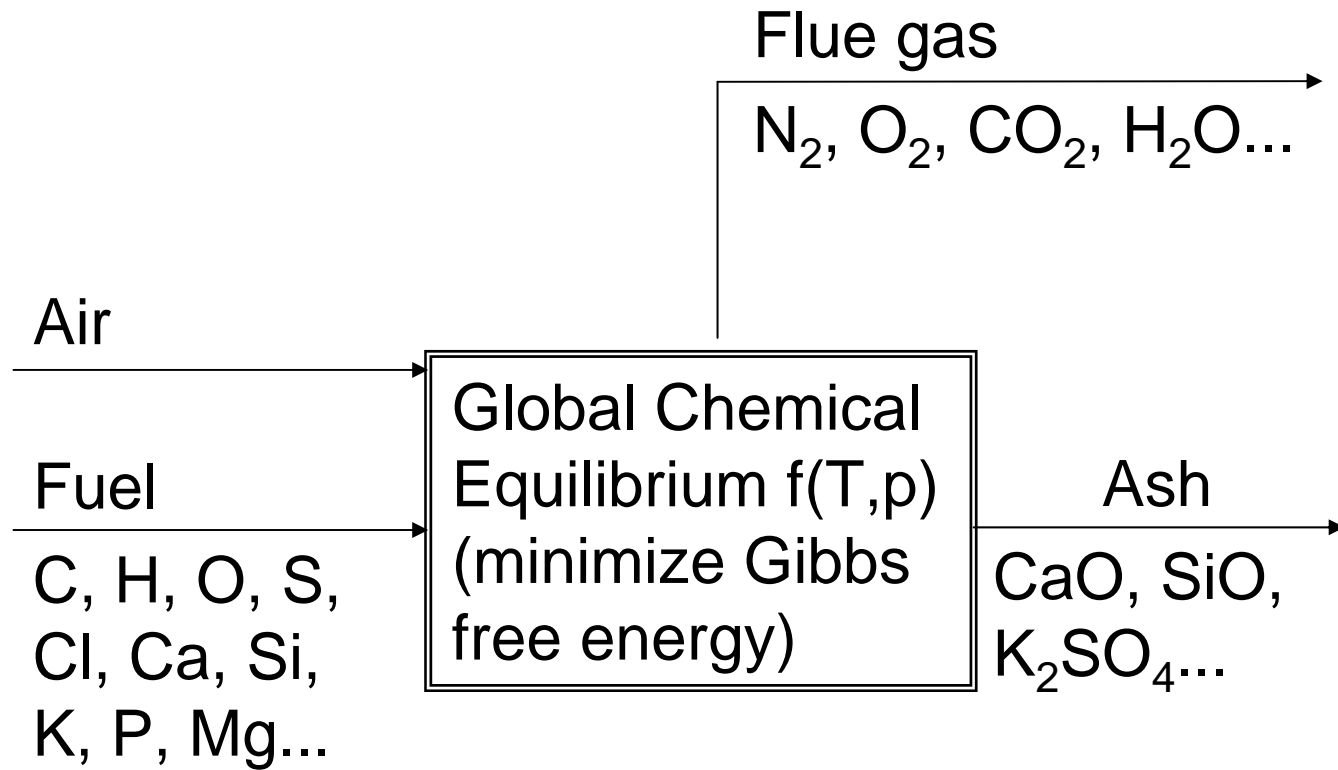 Flue gas
N₂, O₂, CO₂, H₂O...
Air
Fuel
C, H, O, S,
Cl, Ca, Si,
K, P, Mg...
Global Chemical
Equilibrium f(T,p)
(minimize Gibbs
free energy)
Ash
CaO, SiO,
K₂SO₄...